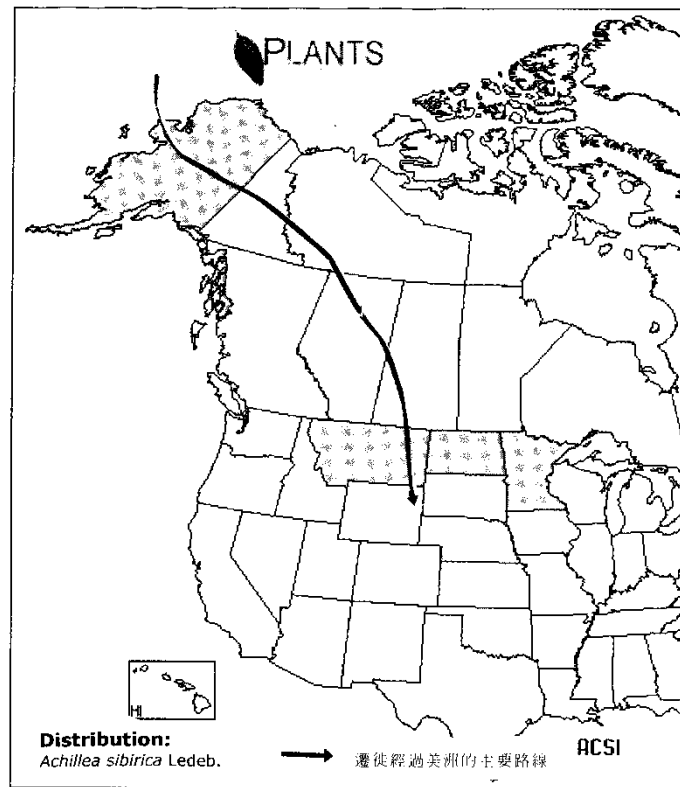 PLANTS
HI
Distribution:
Achillea sibirica Ledeb.
遷徙經過美洲的主要路線
ACSI